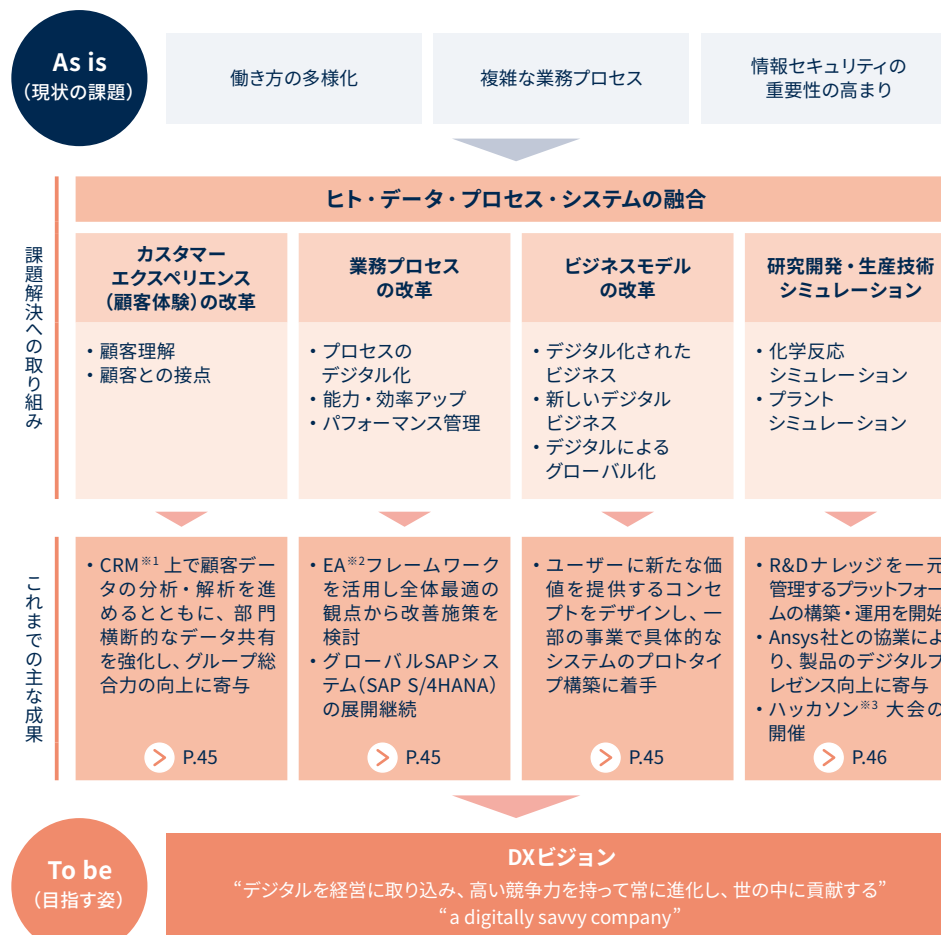 As is
（現状の課題）
働き方の多様化
複雑な業務プロセス
情報セキュリティの
重要性の高まり
課題解決への取り組み
ヒト・データ・プロセス・システムの融合
カスタマー
エクスペリエンス
（顧客体験）の改革
・顧客理解
・顧客との接点
業務プロセス
の改革
・プロセスの
デジタル化
・能力・効率アップ
・パフォーマンス管理
ビジネスモデル
の改革
・デジタル化された
ビジネス
・新しいデジタル
ビジネス
・デジタルによる
グローバル化
研究開発・生産技術
シミュレーション
・化学反応
シミュレーション
・プラント
シミュレーション
これまでの主な成果
・CRM※1 上で顧客デー
タの分析・解析を進
めるとともに、部門
横断的なデータ共有
を強化し、グループ総
合力の向上に寄与
P.45
・EA※2フレームワーク
を活用し全体最適の
観点から改善施策を
検討
・グローバルSAPシス
テム（SAP S/4HANA）
の展開継続
P.45
・ユーザーに新たな価
値を提供するコンセ
プトをデザインし、一
部の事業で具体的な
システムのプロトタイ
プ構築に着手
P.45
・R&Dナレッジを一元
管理するプラットフォー
ムの構築・運用を開始
・Ansys社との協業によ
り、製品のデジタルプ
レゼンス向上に寄与
・ハッカソン※3 大会の
開催
P.46
To be
（目指す姿）
DXビジョン
“デジタルを経営に取り込み、高い競争力を持って常に進化し、世の中に貢献する”
“a digitally savvy company”